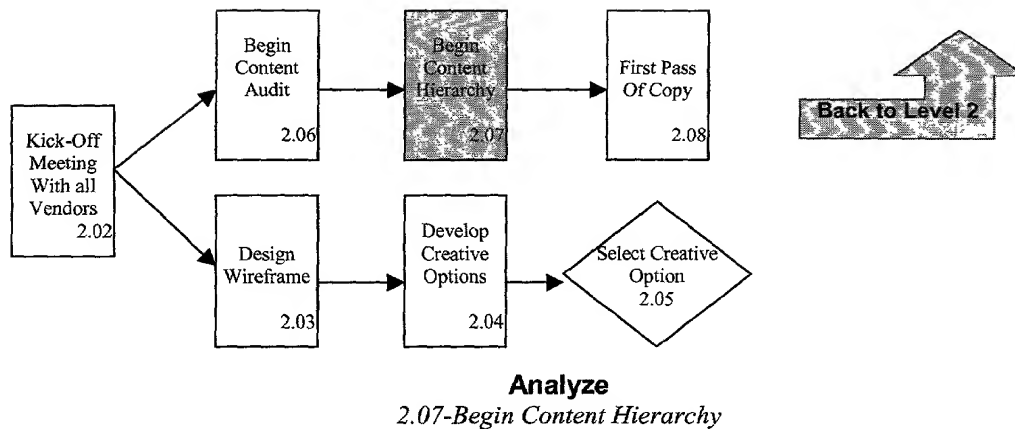 Begin
Content
Audit
2.06
Begin
Content
Hierarchy
2.07
First Pass
Of Copy
2.08
Back to Level 2
Kick-Off
Meeting
With all
Vendors
2.02
Design
Wireframe
2.03
Develop
Creative
Options
2.04
Select Creative
Option
2.05
Analyze
2.07-Begin Content Hierarchy